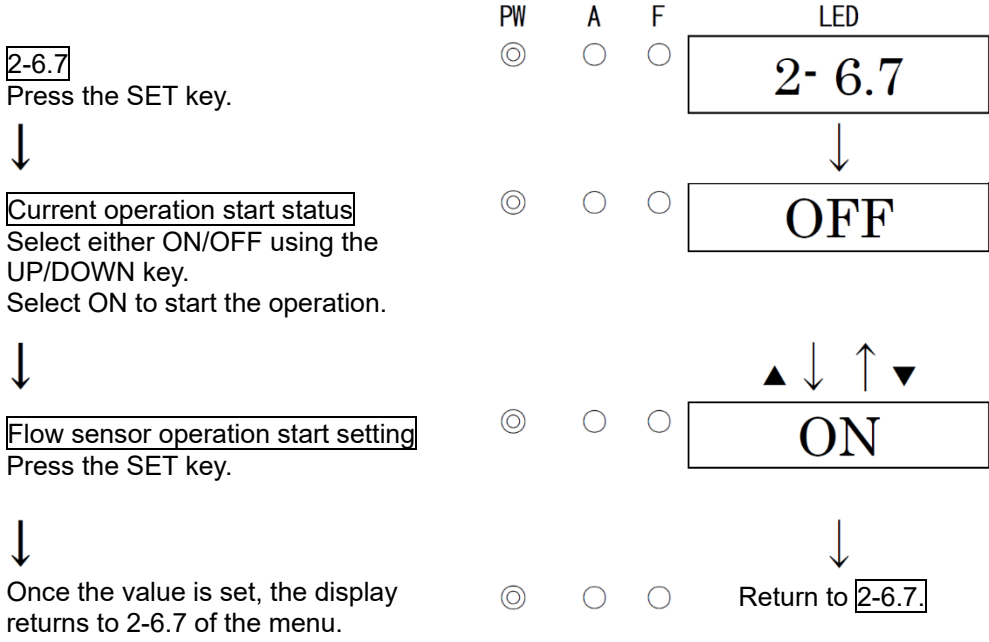 PW A F LED
2-6.7
Press the SET key.
◎ ○ ○ 2- 6.7
↓ ↓
Current operation start status
Select either ON/OFF using the
UP/DOWN key.
Select ON to start the operation.
◎ ○ ○ OFF
↓ ▲ ↓ ↑ ▼
Flow sensor operation start setting
Press the SET key.
◎ ○ ○ ON
↓ ↓
Once the value is set, the display
returns to 2-6.7 of the menu.
◎ ○ ○ Return to 2-6.7.